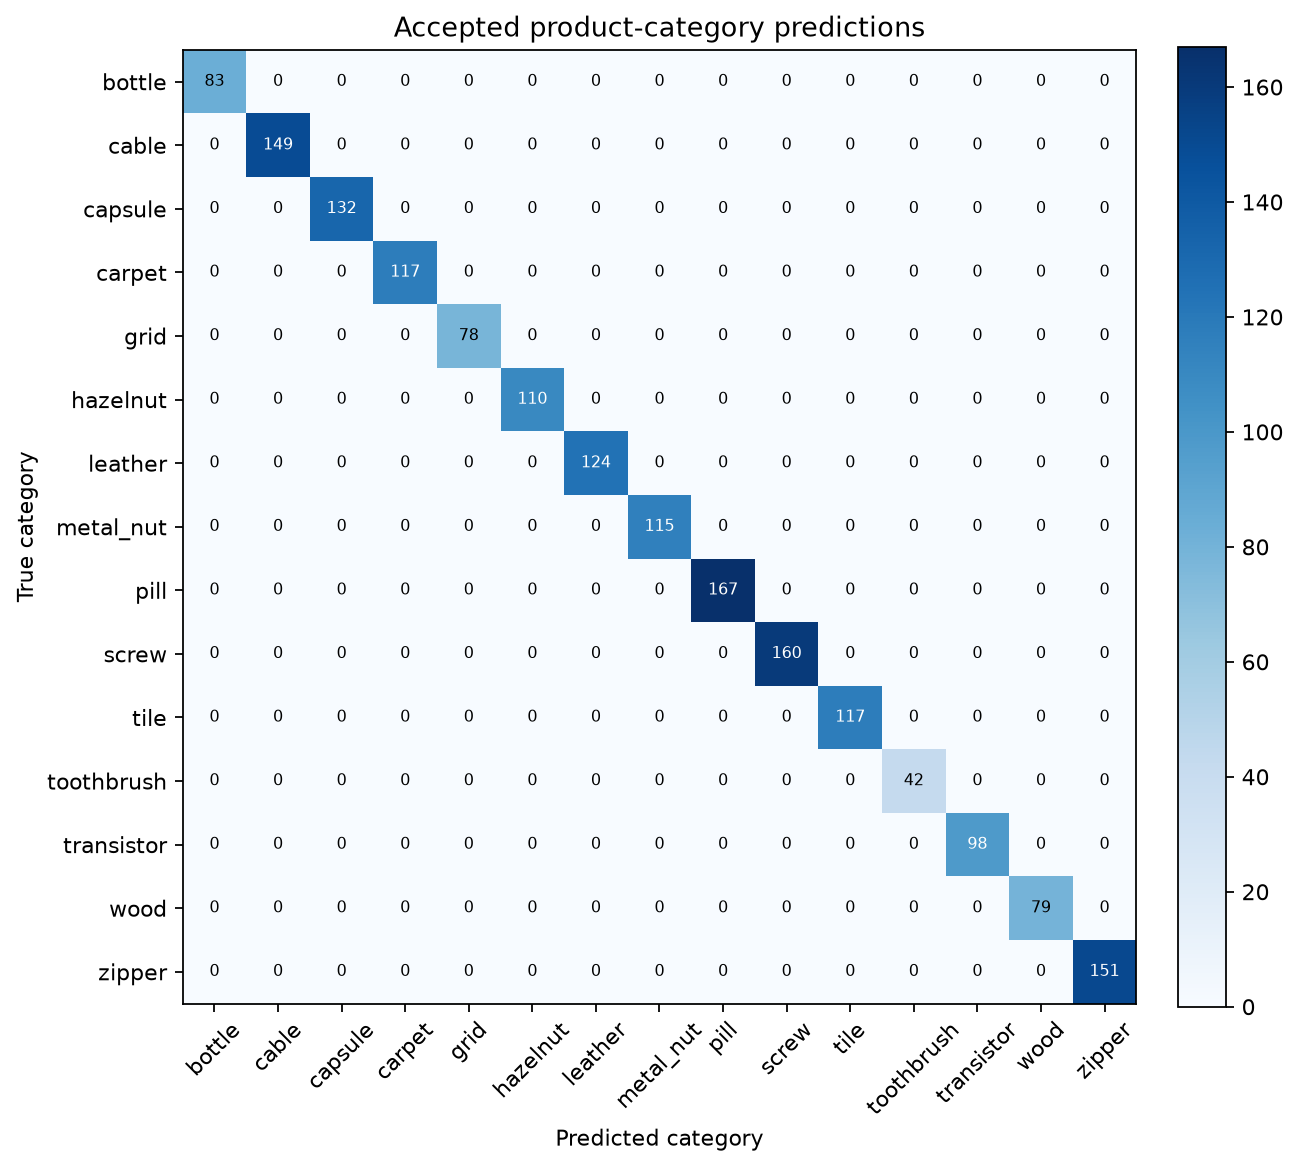 Accepted product-category predictions
bottle 83 0 0 0 0 0 0 0 0 0 0 0 0 0 0
cable 0 149 0 0 0 0 0 0 0 0 0 0 0 0 0
capsule 0 0 132 0 0 0 0 0 0 0 0 0 0 0 0
carpet 0 0 0 117 0 0 0 0 0 0 0 0 0 0 0
grid 0 0 0 0 78 0 0 0 0 0 0 0 0 0 0
hazelnut 0 0 0 0 0 110 0 0 0 0 0 0 0 0 0
leather 0 0 0 0 0 0 124 0 0 0 0 0 0 0 0
metal_nut 0 0 0 0 0 0 0 115 0 0 0 0 0 0 0
pill 0 0 0 0 0 0 0 0 167 0 0 0 0 0 0
screw 0 0 0 0 0 0 0 0 0 160 0 0 0 0 0
tile 0 0 0 0 0 0 0 0 0 0 117 0 0 0 0
toothbrush 0 0 0 0 0 0 0 0 0 0 0 42 0 0 0
transistor 0 0 0 0 0 0 0 0 0 0 0 0 98 0 0
wood 0 0 0 0 0 0 0 0 0 0 0 0 0 79 0
zipper 0 0 0 0 0 0 0 0 0 0 0 0 0 0 151
True category
bottle cable capsule carpet grid hazelnut leather metal_nut pill screw tile toothbrush transistor wood zipper
Predicted category
160
140
120
100
80
60
40
20
0